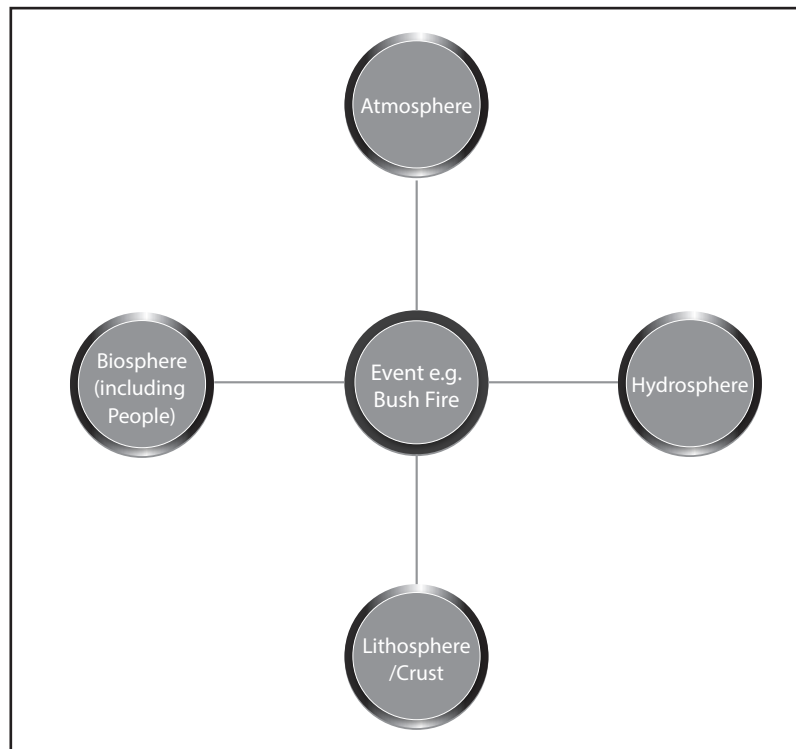 Atmosphere
Biosphere
(including
People)
Event e.g.
Bush Fire
Hydrosphere
Lithosphere
/Crust